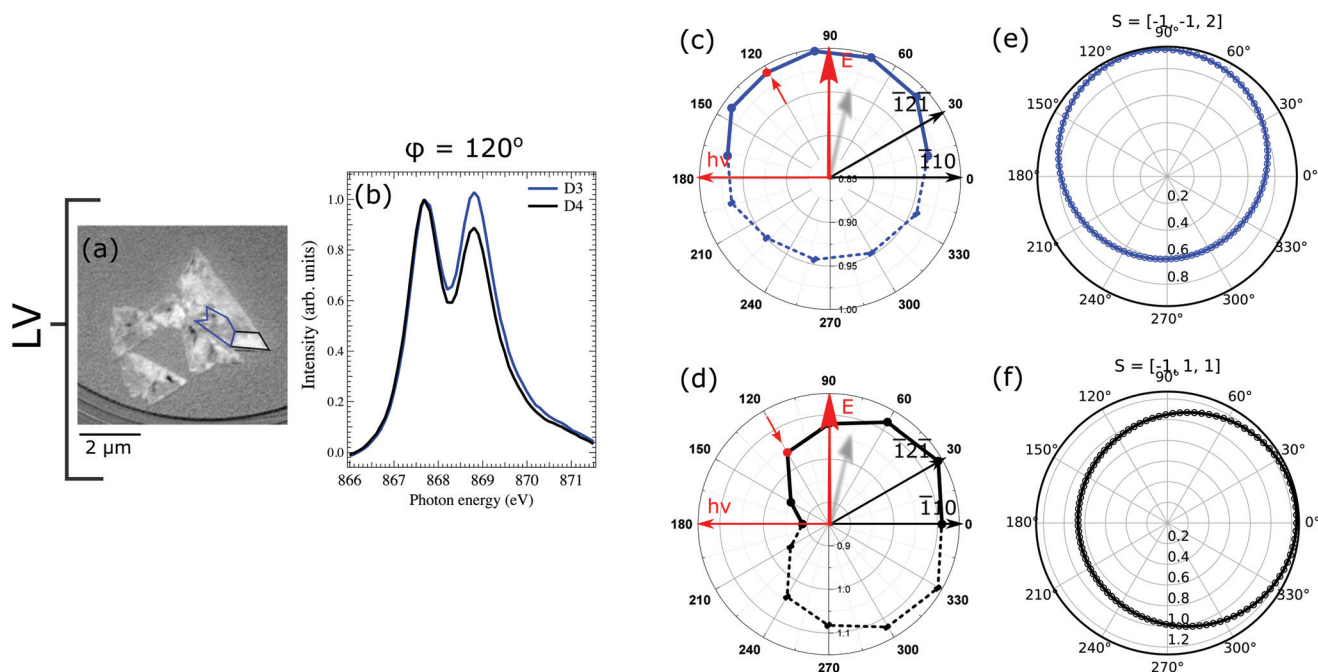 LV
(a)
2 μm
φ = 120°
(b)
D3
D4
Intensity (arb. units)
1.0
0.8
0.6
0.4
0.2
0.0
866 867 868 869 870 871
Photon energy (eV)
(c)
90
120 60
150 30
180 0
210 330
240 300
270
E
hν
1̅21̅
1̅10
0.85
0.90
0.95
1.00
(d)
90
120 60
150 30
180 0
210 330
240 300
270
E
hν
1̅21̅
1̅10
0.9
1.0
1.1
(e)
S = [-1, -1, 2]
90°
120° 60°
150° 30°
180° 0°
210° 330°
240° 300°
270°
0.2
0.4
0.6
0.8
(f)
S = [-1, 1, 1]
90°
120° 60°
150° 30°
180° 0°
210° 330°
240° 300°
270°
0.2
0.4
0.6
0.8
1.0
1.2